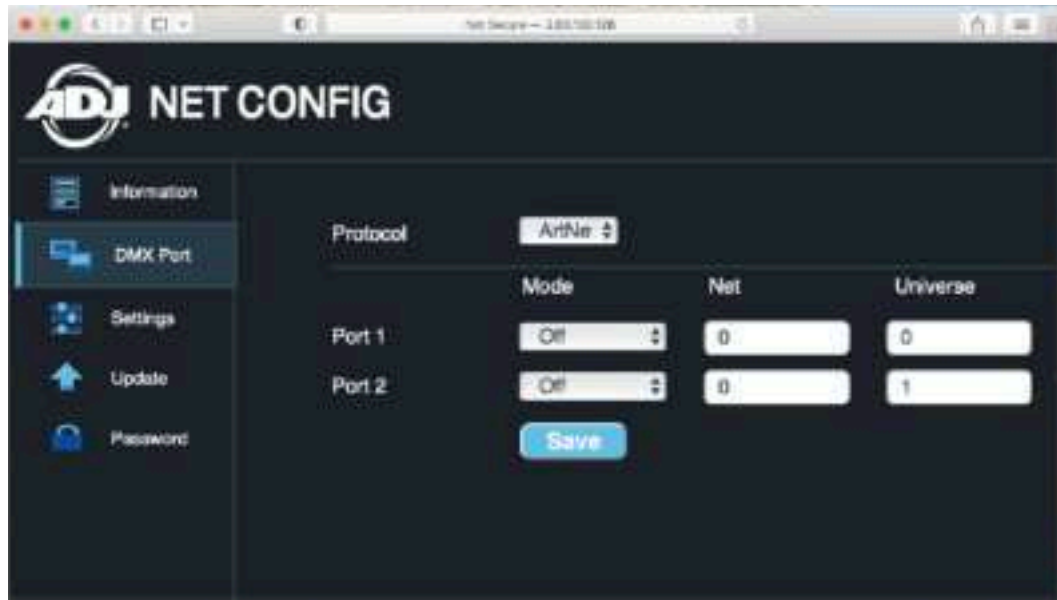 ADJ NET CONFIG
Information
DMX Port
Settings
Update
Password
Protocol ArtNe
Mode Net Universe
Port 1 Off 0 0
Port 2 Off 0 1
Save